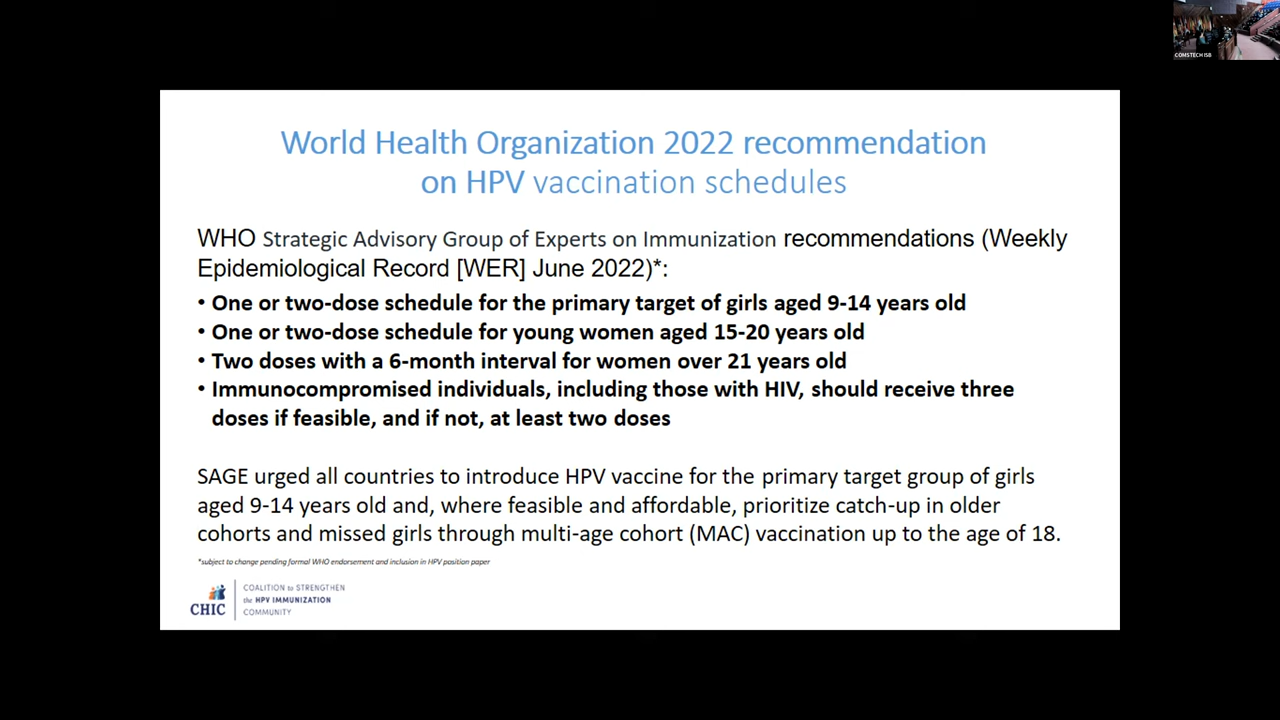 COMSTECH ISB
World Health Organization 2022 recommendation
on HPV vaccination schedules
WHO Strategic Advisory Group of Experts on Immunization recommendations (Weekly
Epidemiological Record [WER] June 2022)*:
• One or two-dose schedule for the primary target of girls aged 9-14 years old
• One or two-dose schedule for young women aged 15-20 years old
• Two doses with a 6-month interval for women over 21 years old
• Immunocompromised individuals, including those with HIV, should receive three
doses if feasible, and if not, at least two doses
SAGE urged all countries to introduce HPV vaccine for the primary target group of girls
aged 9-14 years old and, where feasible and affordable, prioritize catch-up in older
cohorts and missed girls through multi-age cohort (MAC) vaccination up to the age of 18.
*subject to change pending formal WHO endorsement and inclusion in HPV position paper
CHIC
COALITION to STRENGTHEN
the HPV IMMUNIZATION
COMMUNITY